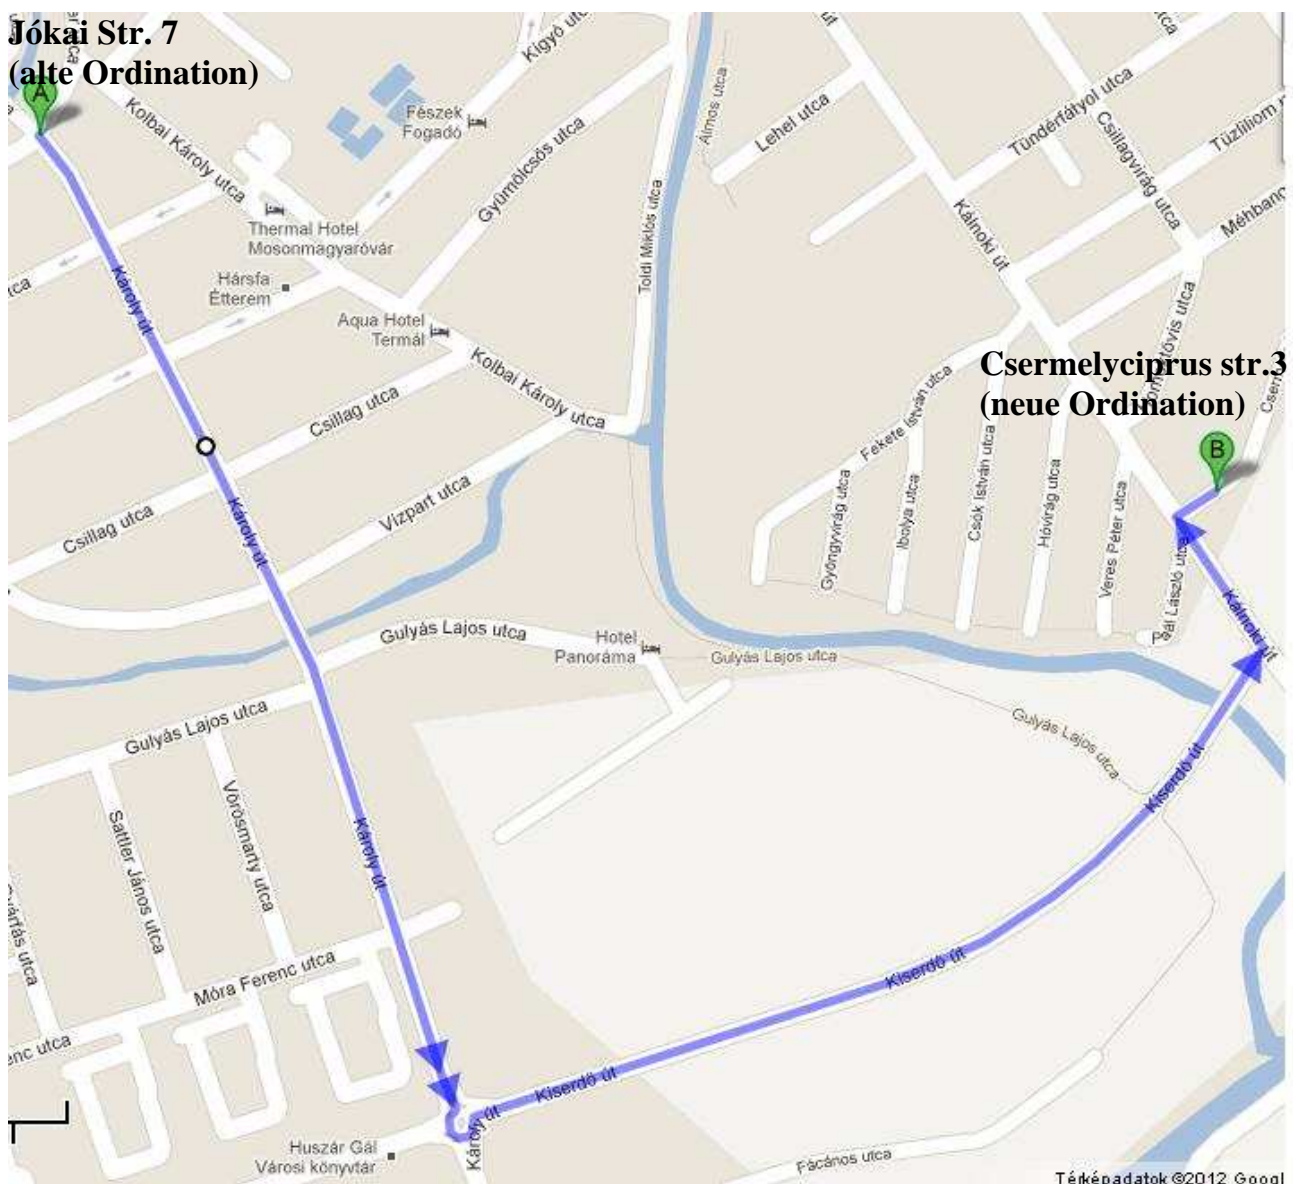 Jókai Str. 7
(alte Ordination)
A
Kolbai Károly utca
Kígyó utca
Fészek
Fogadó
Gyümölcsös utca
Álmos utca
Lehel utca
út
Tündérfátyol utca
Csillagvirág utca
Tüzliliom
Méhbang
Kálnoki út
Toldi Miklós utca
Thermal Hotel
Mosonmagyaróvár
Hársfa
Étterem
Károly út
Aqua Hotel
Termál
Kolbai Károly utca
Csillag utca
Csermelyciprus str.3
(neue Ordination)
B
Fekete István utca
Gyöngyvirág utca
Ibolya utca
Csók István utca
Hóvirág utca
Veres Péter utca
Pál László utca
Kálnoki út
Vízpart utca
Csillag utca
Károly út
Gulyás Lajos utca
Hotel
Panoráma
Gulyás Lajos utca
Gulyás Lajos utca
Gulyás Lajos utca
Kiserdő út
Sattler János utca
Vörösmarty utca
Károly út
Móra Ferenc utca
enc utca
Kiserdő út
Kiserdő út
Károly út
Huszár Gál
Városi könyvtár
Fácános utca
Térképadatok ©2012 Googl